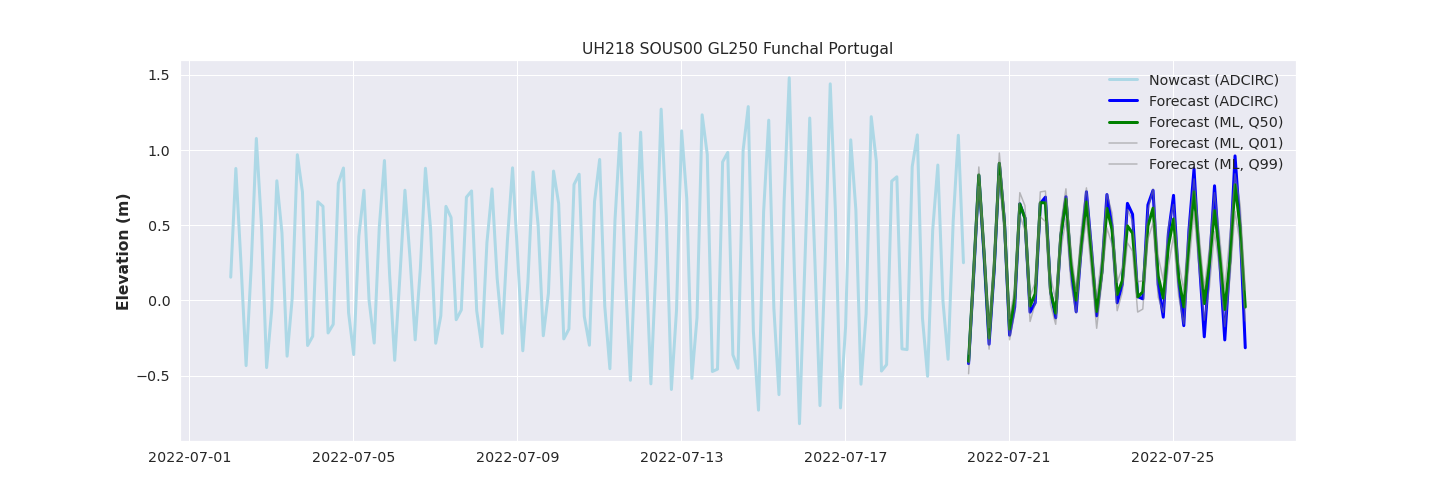 UH218 SOUS00 GL250 Funchal Portugal
Elevation (m)
1.5
1.0
0.5
0.0
−0.5
Nowcast (ADCIRC)
Forecast (ADCIRC)
Forecast (ML, Q50)
Forecast (ML, Q01)
Forecast (ML, Q99)
2022-07-01
2022-07-05
2022-07-09
2022-07-13
2022-07-17
2022-07-21
2022-07-25